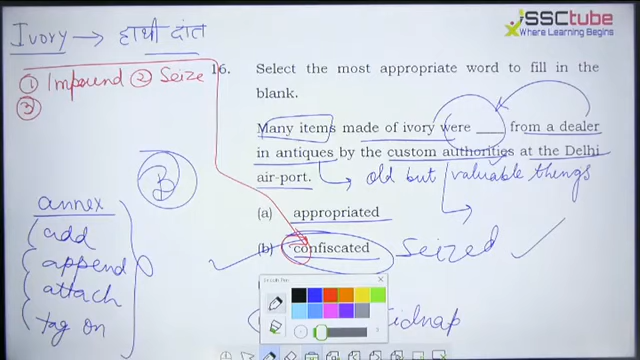 SSCtube
Where Learning Begins
Ivory → हाथी दांत
① Impound ② Seize
③
16. Select the most appropriate word to fill in the
blank.
Many items made of ivory were ___ from a dealer
in antiques by the custom authorities at the Delhi
air-port.
old but valuable things
B
(a) appropriated
(b) confiscated
Seized
annex
add
append
attach
tag on
kidnap